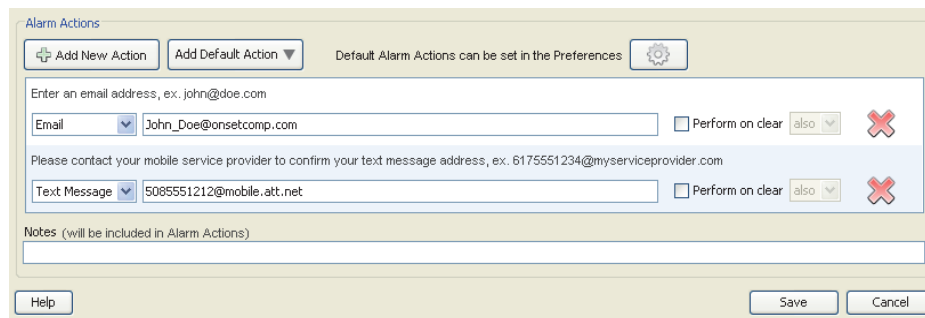 Alarm Actions
Add New Action Add Default Action Default Alarm Actions can be set in the Preferences
Enter an email address, ex. john@doe.com
Email John_Doe@onsetcomp.com Perform on clear also
Please contact your mobile service provider to confirm your text message address, ex. 6175551234@myserviceprovider.com
Text Message 5085551212@mobile.att.net Perform on clear also
Notes (will be included in Alarm Actions)
Help Save Cancel